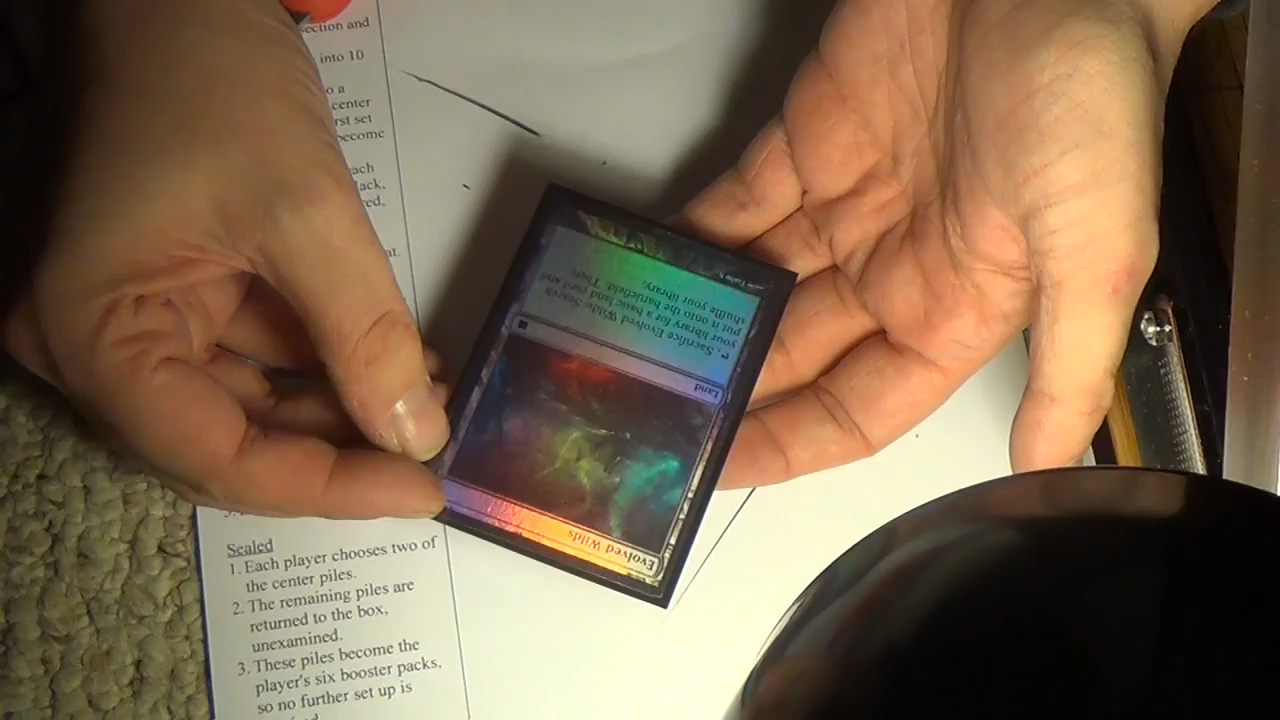 ection and
into 10
o a
center
rst set
become
ach
lack.
red,
Sealed
1. Each player chooses two of
the center piles.
2. The remaining piles are
returned to the box,
unexamined.
3. These piles become the
player's six booster packs,
so no further set up is
Evolved Wilds
Land
, Sacrifice Evolved Wilds: Search
your library for a basic land card and
put it onto the battlefield. Then,
shuffle your library.